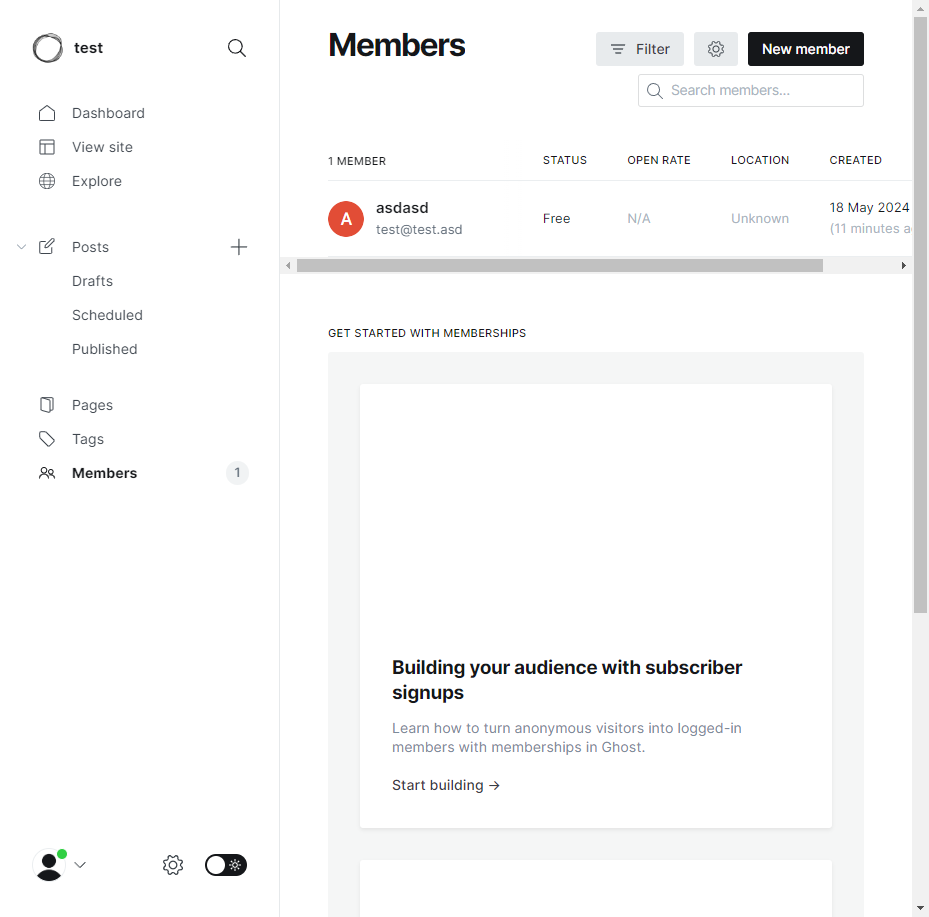 test
Dashboard
View site
Explore
Posts
Drafts
Scheduled
Published
Pages
Tags
Members
1
Members
Filter
New member
Search members...
1 MEMBER STATUS OPEN RATE LOCATION CREATED
A
asdasd
test@test.asd
Free
N/A
Unknown
18 May 2024
(11 minutes
GET STARTED WITH MEMBERSHIPS
Building your audience with subscriber
signups
Learn how to turn anonymous visitors into logged-in
members with memberships in Ghost.
Start building →